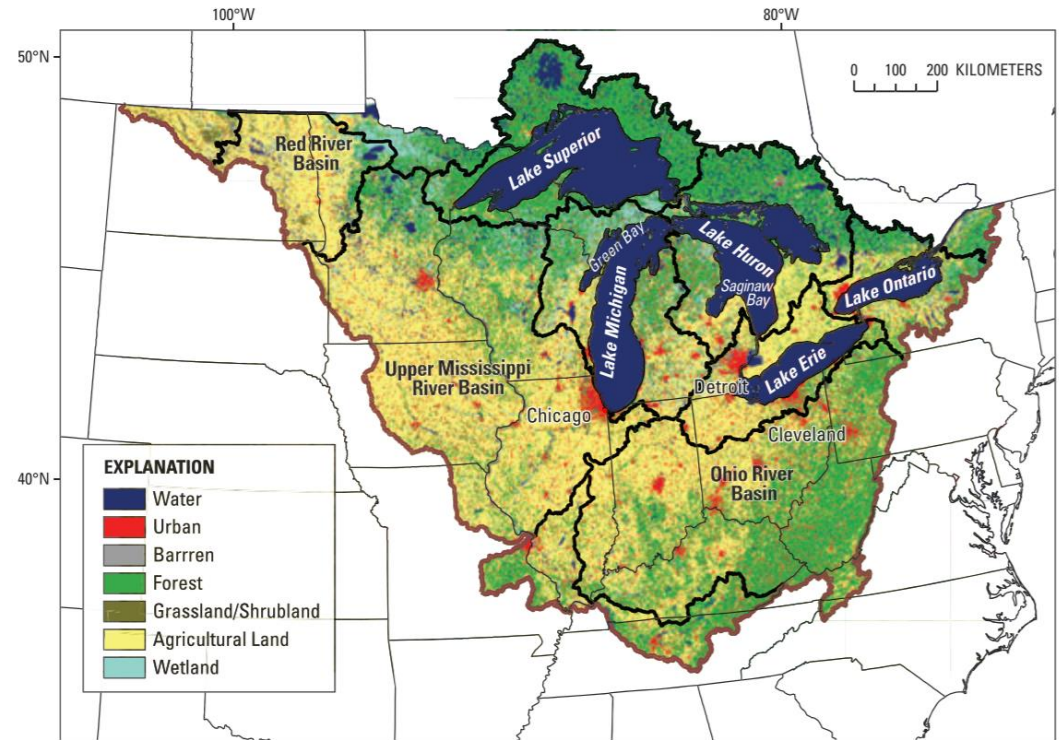 100°W
80°W
50°N
0 100 200 KILOMETERS
Red River
Basin
Lake Superior
Green Bay
Lake Huron
Saginaw
Bay
Lake Ontario
Lake Michigan
Lake Erie
Upper Mississippi
River Basin
Detroit
Chicago
Cleveland
Ohio River
Basin
40°N
EXPLANATION
Water
Urban
Barrren
Forest
Grassland/Shrubland
Agricultural Land
Wetland